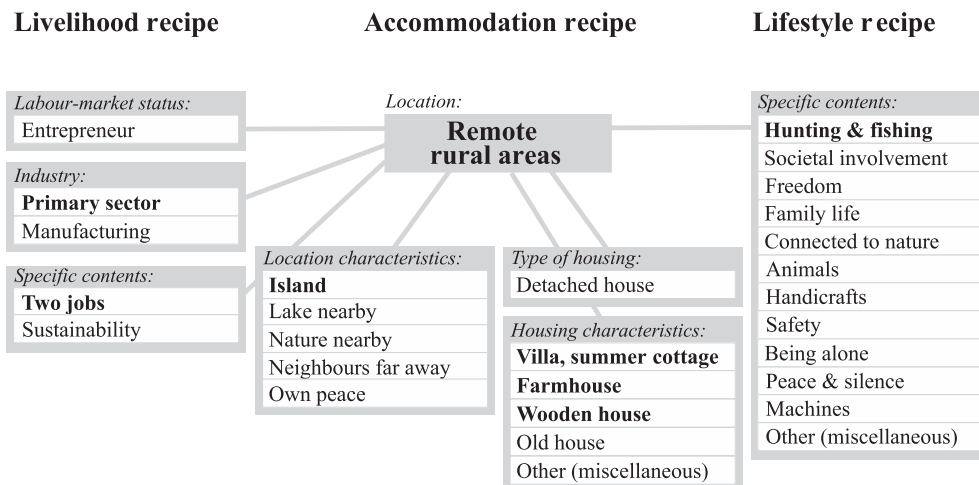 Livelihood recipe
Accommodation recipe
Lifestyle recipe
Labour-market status:
Entrepreneur
Industry:
Primary sector
Manufacturing
Specific contents:
Two jobs
Sustainability
Location:
Remote
rural areas
Location characteristics:
Island
Lake nearby
Nature nearby
Neighbours far away
Own peace
Type of housing:
Detached house
Housing characteristics:
Villa, summer cottage
Farmhouse
Wooden house
Old house
Other (miscellaneous)
Specific contents:
Hunting & fishing
Societal involvement
Freedom
Family life
Connected to nature
Animals
Handicrafts
Safety
Being alone
Peace & silence
Machines
Other (miscellaneous)